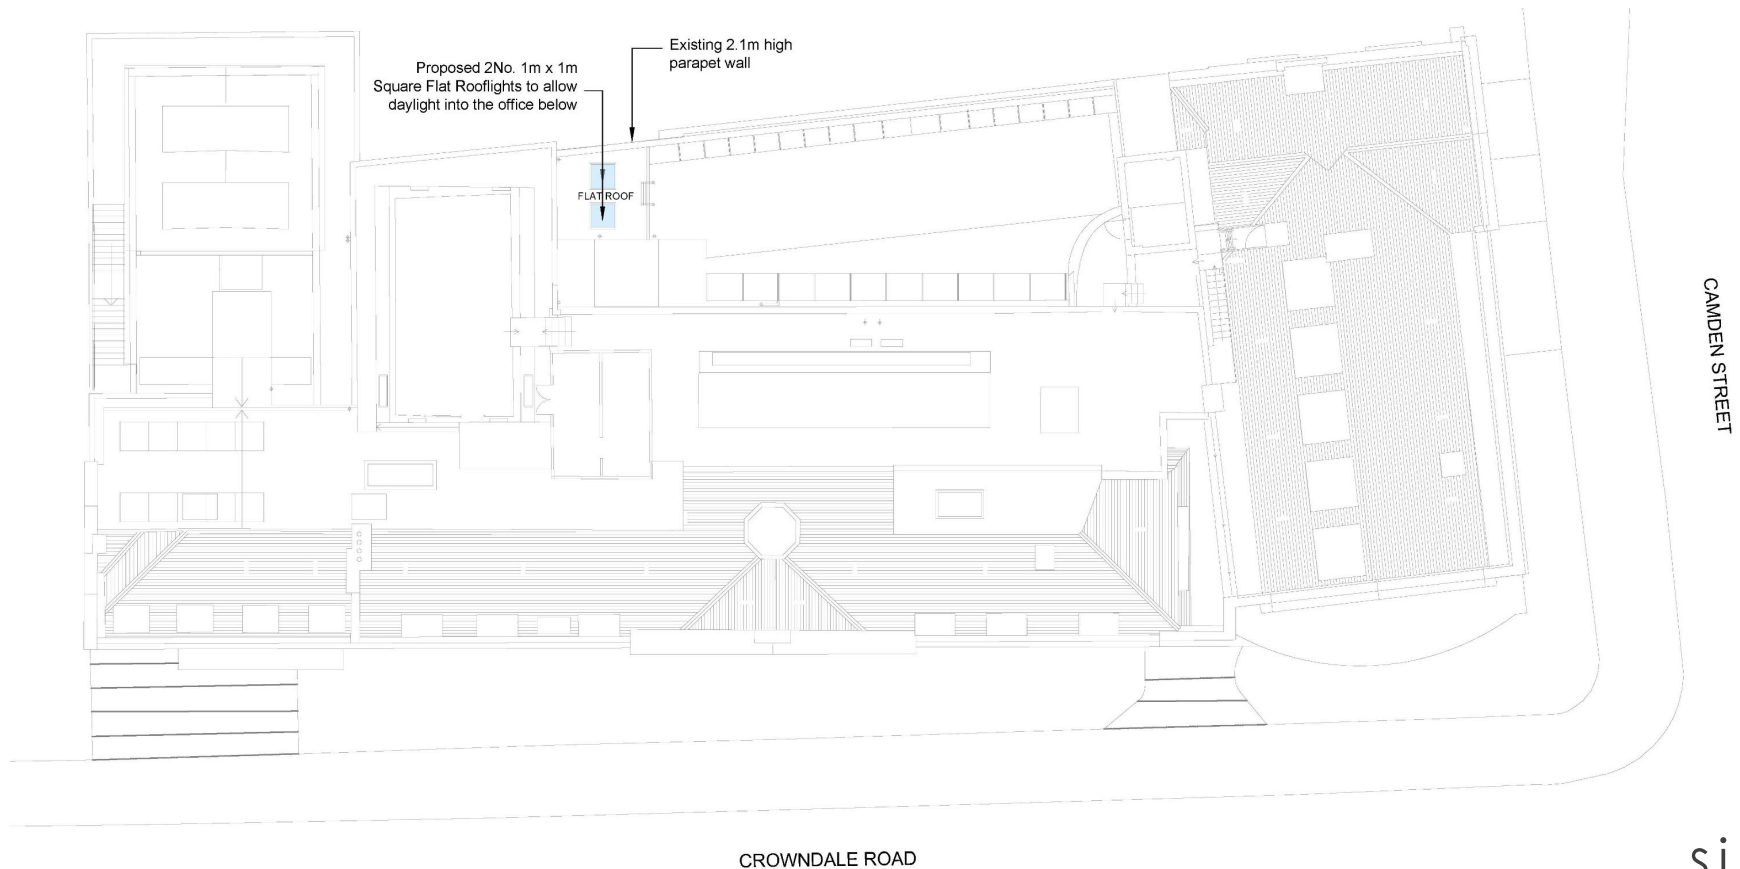 Existing 2.1m high
parapet wall
Proposed 2No. 1m x 1m
Square Flat Rooflights to allow
daylight into the office below
FLAT ROOF
CAMDEN STREET
CROWNDALE ROAD
si